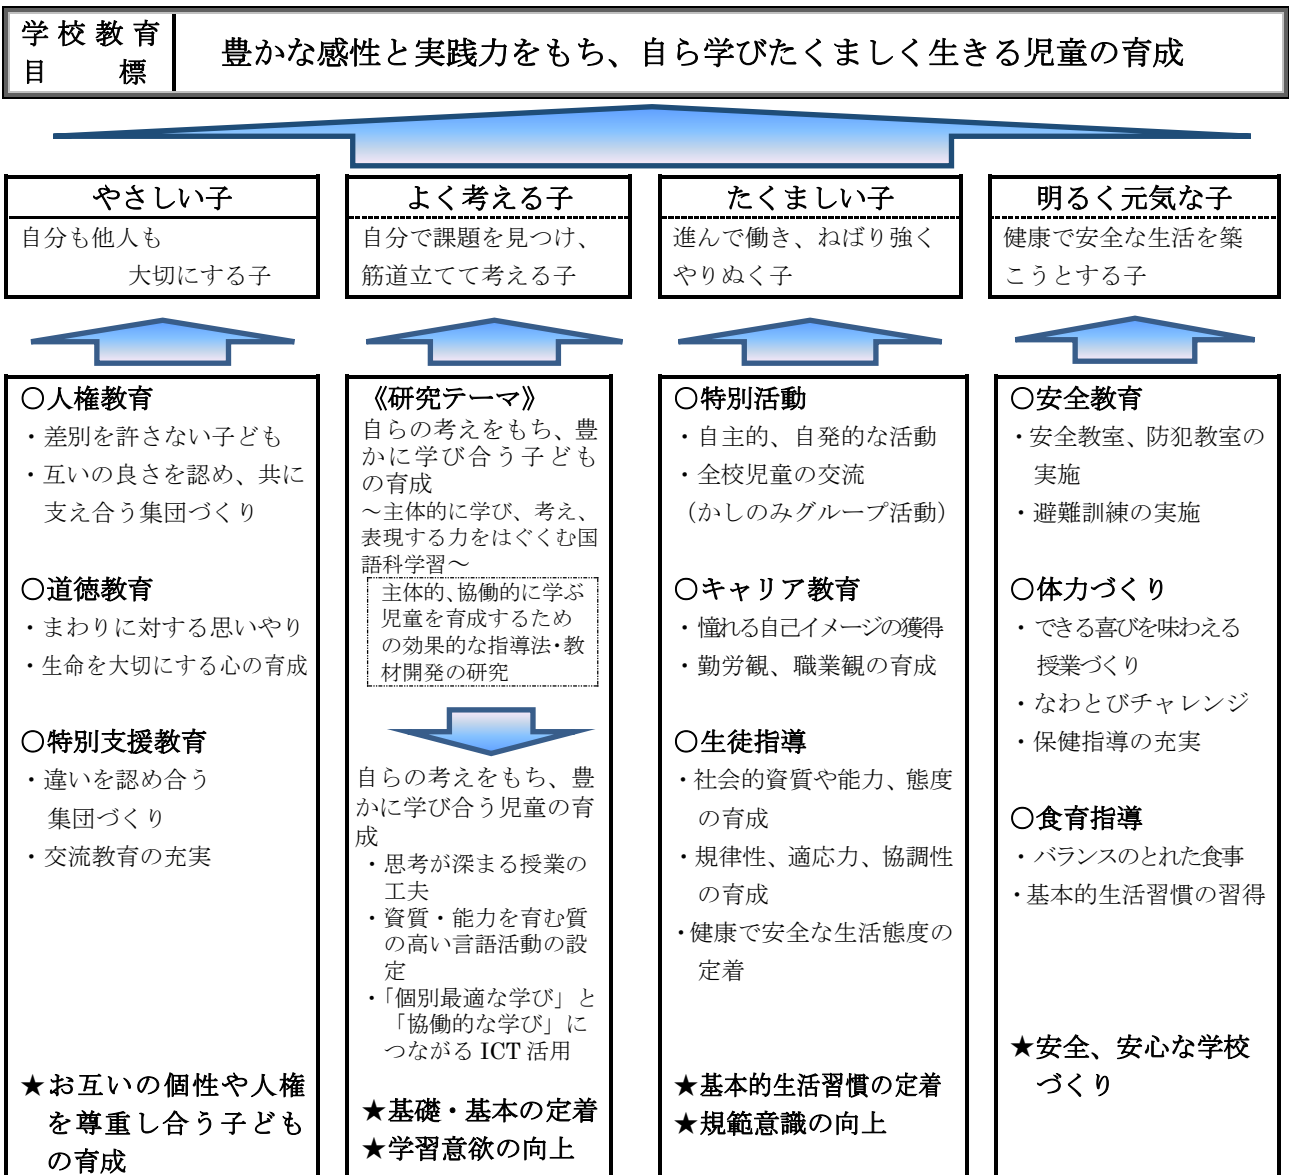 学校教育
目標
豊かな感性と実践力をもち、自ら学びたくましく生きる児童の育成
やさしい子
自分も他人も
大切にする子
よく考える子
自分で課題を見つけ、
筋道立てて考える子
たくましい子
進んで働き、ねばり強く
やりぬく子
明るく元気な子
健康で安全な生活を築
こうとする子
○人権教育
・差別を許さない子ども
・互いの良さを認め、共に
支え合う集団づくり
○道徳教育
・まわりに対する思いやり
・生命を大切にする心の育成
○特別支援教育
・違いを認め合う
集団づくり
・交流教育の充実
★お互いの個性や人権
を尊重し合う子ども
の育成
《研究テーマ》
自らの考えをもち、豊
かに学び合う子ども
の育成
～主体的に学び、考え、
表現する力をはぐくむ国
語科学習～
主体的、協働的に学ぶ
児童を育成するため
の効果的な指導法・教
材開発の研究
自らの考えをもち、豊
かに学び合う児童の育
成
・思考が深まる授業の
工夫
・資質・能力を育む質
の高い言語活動の設
定
・「個別最適な学び」と
「協働的な学び」に
つながる ICT 活用
★基礎・基本の定着
★学習意欲の向上
○特別活動
・自主的、自発的な活動
・全校児童の交流
（かしのみグループ活動）
○キャリア教育
・憧れる自己イメージの獲得
・勤労観、職業観の育成
○生徒指導
・社会的資質や能力、態度
の育成
・規律性、適応力、協調性
の育成
・健康で安全な生活態度の
定着
★基本的生活習慣の定着
★規範意識の向上
○安全教育
・安全教室、防犯教室の
実施
・避難訓練の実施
○体力づくり
・できる喜びを味わえる
授業づくり
・なわとびチャレンジ
・保健指導の充実
○食育指導
・バランスのとれた食事
・基本的生活習慣の習得
★安全、安心な学校
づくり